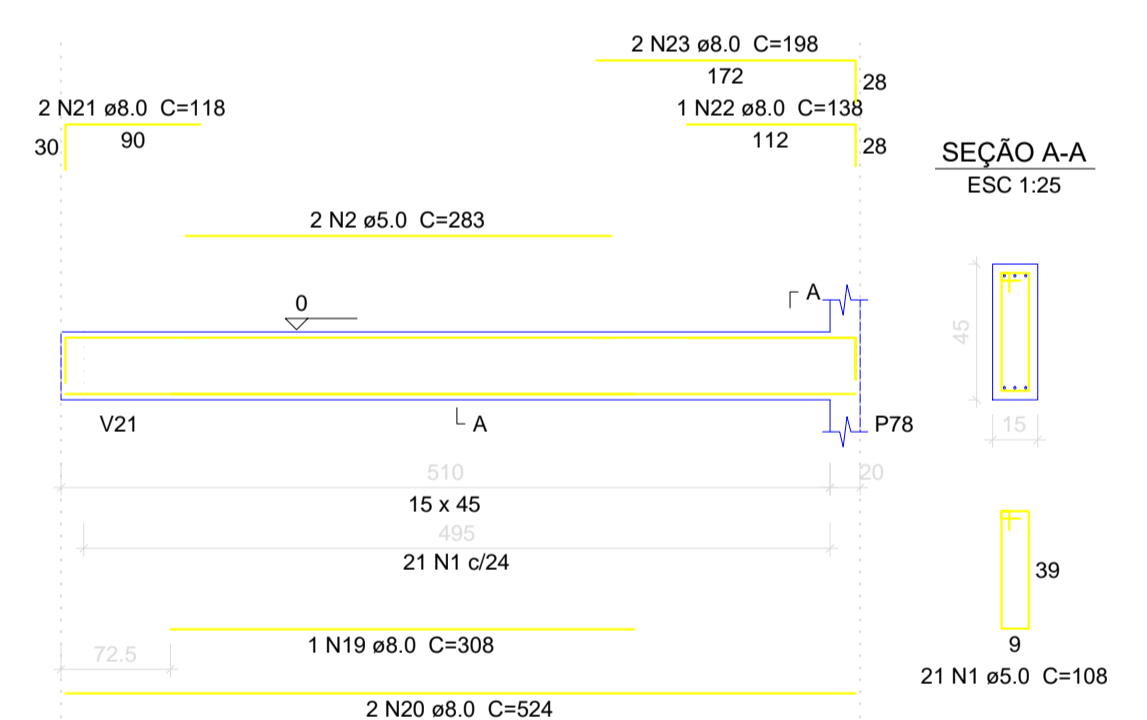 2 N23 ø8.0 C=198
172
28
2 N21 ø8.0 C=118
1 N22 ø8.0 C=138
30
90
112
28
SEÇÃO A-A
ESC 1:25
2 N2 ø5.0 C=283
0
A
45
V21
A
P78
15
510
20
15 x 45
495
21 N1 c/24
39
1 N19 ø8.0 C=308
9
72.5
21 N1 ø5.0 C=108
2 N20 ø8.0 C=524